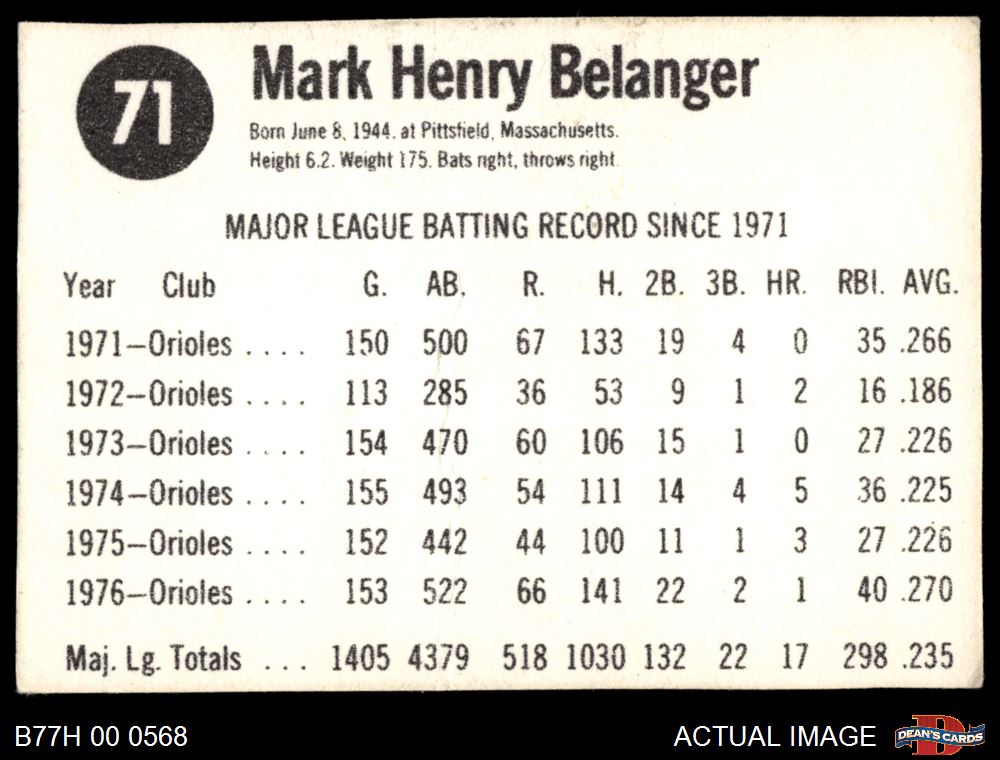 71
Mark Henry Belanger
Born June 8, 1944. at Pittsfield, Massachusetts.
Height 6.2. Weight 175. Bats right, throws right.
MAJOR LEAGUE BATTING RECORD SINCE 1971
Year Club G. AB. R. H. 2B. 3B. HR. RBI. AVG.
1971—Orioles .... 150 500 67 133 19 4 0 35 .266
1972—Orioles .... 113 285 36 53 9 1 2 16 .186
1973—Orioles .... 154 470 60 106 15 1 0 27 .226
1974—Orioles .... 155 493 54 111 14 4 5 36 .225
1975—Orioles .... 152 442 44 100 11 1 3 27 .226
1976—Orioles .... 153 522 66 141 22 2 1 40 .270
Maj. Lg. Totals ... 1405 4379 518 1030 132 22 17 298 .235
B77H 00 0568 ACTUAL IMAGE D DEAN'S CARDS